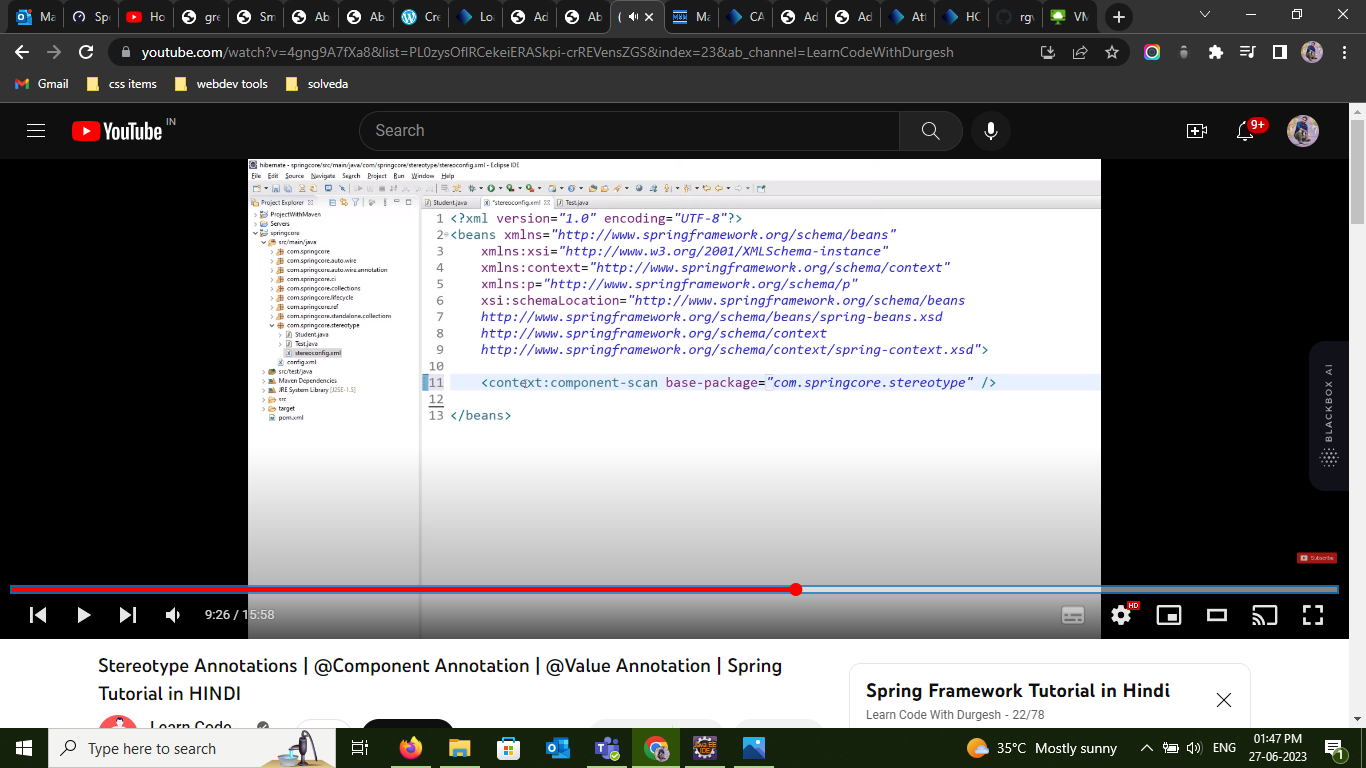 Ma
Sp
Ho
gre
Sm
Ab
Ab
Cre
Lo
Ad
Ab
(
Ma
CA
Ad
Ad
Att
HC
rgv
VM
youtube.com/watch?v=4gng9A7fXa8&list=PL0zysOflRCekeiERASkpi-crREVensZGS&index=23&ab_channel=LearnCodeWithDurgesh
Gmail
css items
webdev tools
solveda
YouTube IN
Search
9+
hibernate - springcore/src/main/java/com/springcore/stereotype/stereoconfig.xml - Eclipse IDE
File Edit Source Navigate Search Project Run Window Help
Project Explorer
Student.java
*stereoconfig.xml
Test.java
ProjectWithMaven
Servers
springcore
src/main/java
com.springcore
com.springcore.auto.wire
com.springcore.auto.wire.annotation
com.springcore.ci
com.springcore.collections
com.springcore.lifecycle
com.springcore.ref
com.springcore.standalone.collections
com.springcore.stereotype
Student.java
Test.java
stereoconfig.xml
config.xml
src/test/java
Maven Dependencies
JRE System Library [J2SE-1.5]
src
target
pom.xml
1 <?xml version="1.0" encoding="UTF-8"?>
2 <beans xmlns="http://www.springframework.org/schema/beans"
3 xmlns:xsi="http://www.w3.org/2001/XMLSchema-instance"
4 xmlns:context="http://www.springframework.org/schema/context"
5 xmlns:p="http://www.springframework.org/schema/p"
6 xsi:schemaLocation="http://www.springframework.org/schema/beans
7 http://www.springframework.org/schema/beans/spring-beans.xsd
8 http://www.springframework.org/schema/context
9 http://www.springframework.org/schema/context/spring-context.xsd">
10
11 <context:component-scan base-package="com.springcore.stereotype" />
12
13 </beans>
BLACKBOX AI
Subscribe
9:26 / 15:58
HD
Stereotype Annotations | @Component Annotation | @Value Annotation | Spring
Tutorial in HINDI
Learn Code
Spring Framework Tutorial in Hindi
Learn Code With Durgesh - 22/78
Type here to search
35°C Mostly sunny
ENG
01:47 PM
27-06-2023
1